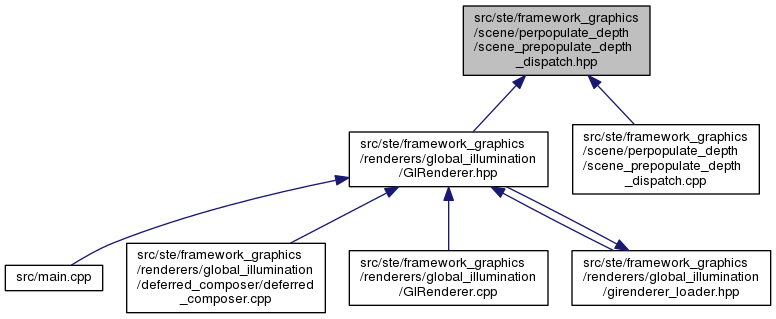 src/ste/framework_graphics
/scene/perpopulate_depth
/scene_prepopulate_depth
_dispatch.hpp
src/ste/framework_graphics
/renderers/global_illumination
/GIRenderer.hpp
src/ste/framework_graphics
/scene/perpopulate_depth
/scene_prepopulate_depth
_dispatch.cpp
src/main.cpp
src/ste/framework_graphics
/renderers/global_illumination
/deferred_composer/deferred
_composer.cpp
src/ste/framework_graphics
/renderers/global_illumination
/GIRenderer.cpp
src/ste/framework_graphics
/renderers/global_illumination
/girenderer_loader.hpp